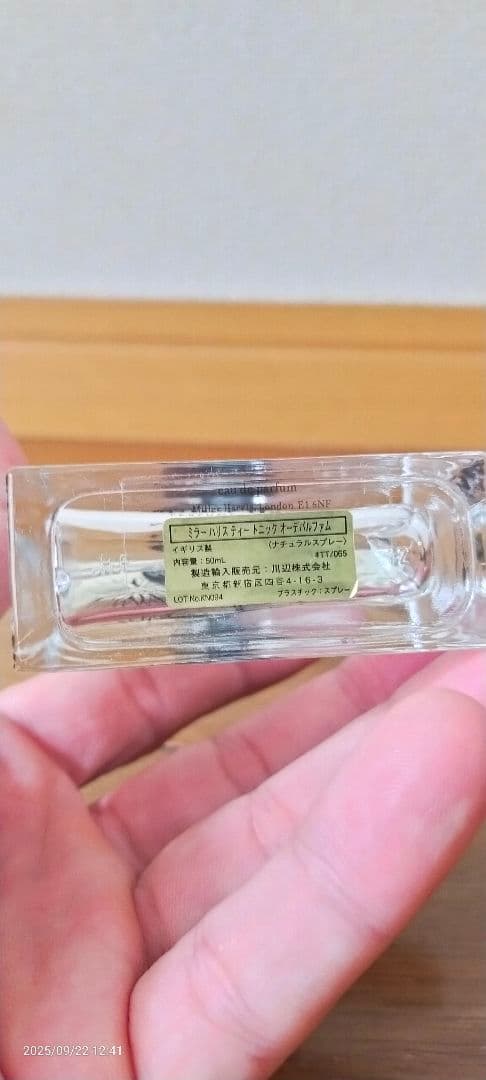 eau de parfum
Miller Harris London E1 6NF
ミラー ハリス ティー トニック オーデパルファム
イギリス製 〈ナチュラルスプレー〉
内容量:50mL #TT/065
製造輸入販売元:川辺株式会社
東京都新宿区四谷4-16-3
LOT No.KN094 プラスチック:スプレー
2025/09/22 12:41